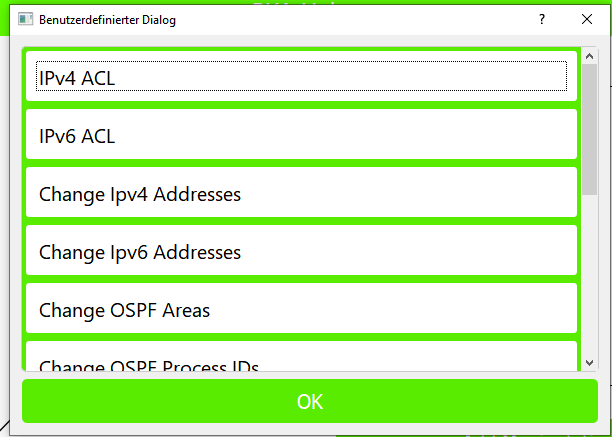 Benutzerdefinierter Dialog
IPv4 ACL
IPv6 ACL
Change Ipv4 Addresses
Change Ipv6 Addresses
Change OSPF Areas
Change OSPF Process IDs
OK